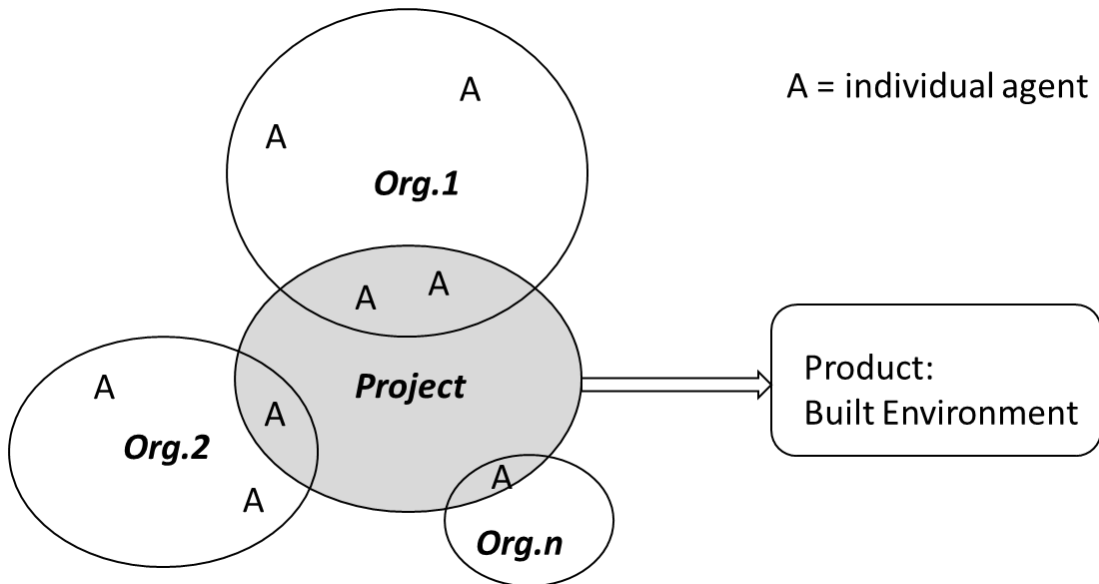 A
A = individual agent
A
Org.1
A
A
Project
Product:
Built Environment
A
A
Org.2
A
A
Org.n